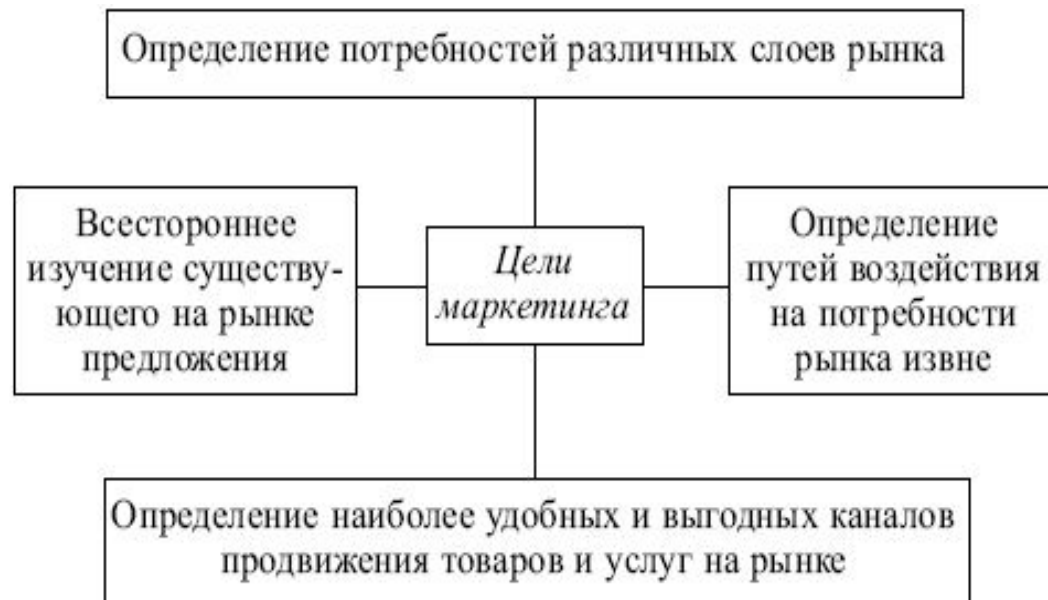 Определение потребностей различных слоев рынка
Всестороннее
изучение существу-
ющего на рынке
предложения
Цели
маркетинга
Определение
путей воздействия
на потребности
рынка извне
Определение наиболее удобных и выгодных каналов
продвижения товаров и услуг на рынке